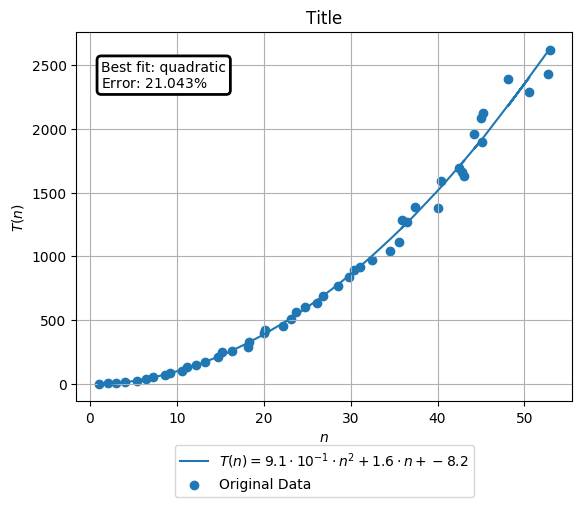 Title
Best fit: quadratic
Error: 21.043%
2500
2000
1500
1000
500
0
T(n)
0 10 20 30 40 50
n
T(n) = 9.1 · 10⁻¹ · n² + 1.6 · n + −8.2
Original Data